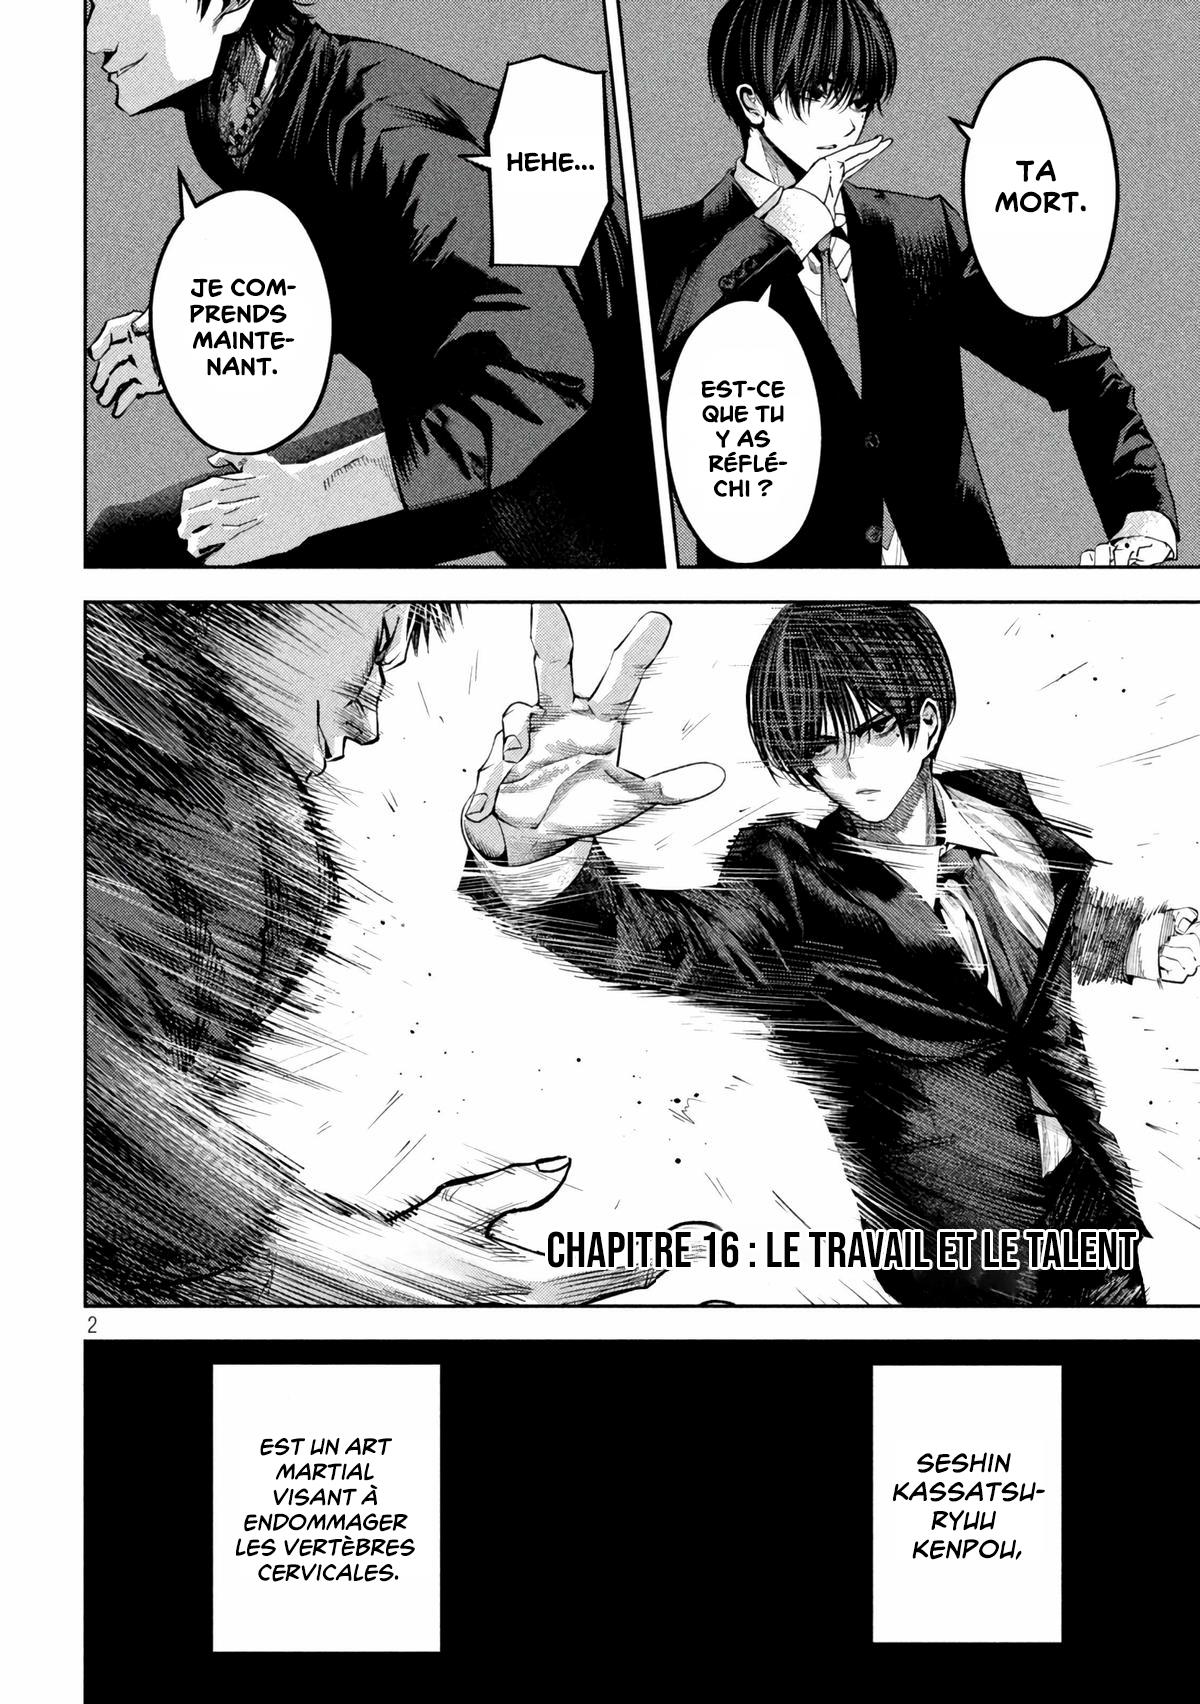 TA
MORT.
EST-CE
QUE TU
Y AS
RÉFLÉ-
CHI ?
HEHE...
JE COM-
PRENDS
MAINTE-
NANT.
CHAPITRE 16 : LE TRAVAIL ET LE TALENT
2
SESHIN
KASSATSU-
RYUU
KENPOU,
EST UN ART
MARTIAL
VISANT À
ENDOMMAGER
LES VERTÈBRES
CERVICALES.